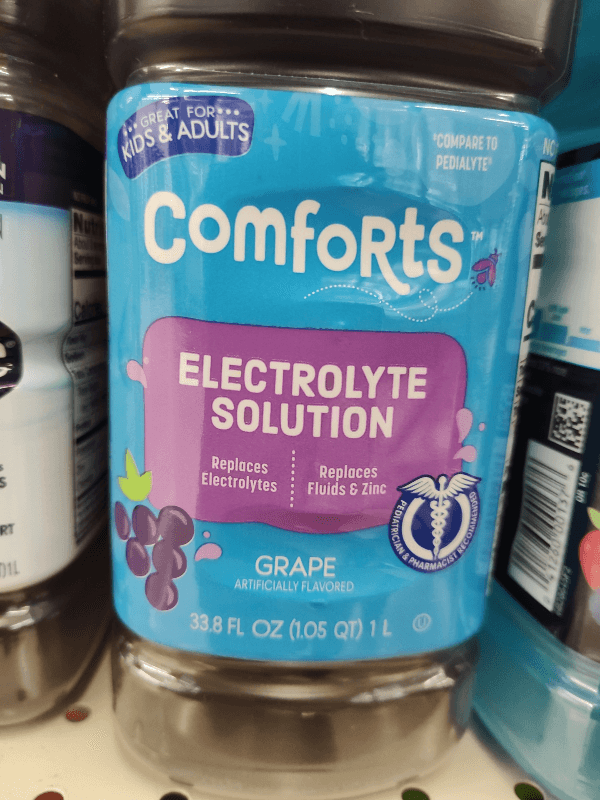 GREAT FOR
KIDS & ADULTS
*COMPARE TO
PEDIALYTE®
ComfoRts™
ELECTROLYTE
SOLUTION
Replaces
Electrolytes
Replaces
Fluids & Zinc
PEDIATRICIAN & PHARMACIST RECOMMENDED
GRAPE
ARTIFICIALLY FLAVORED
33.8 FL OZ (1.05 QT) 1 L
U